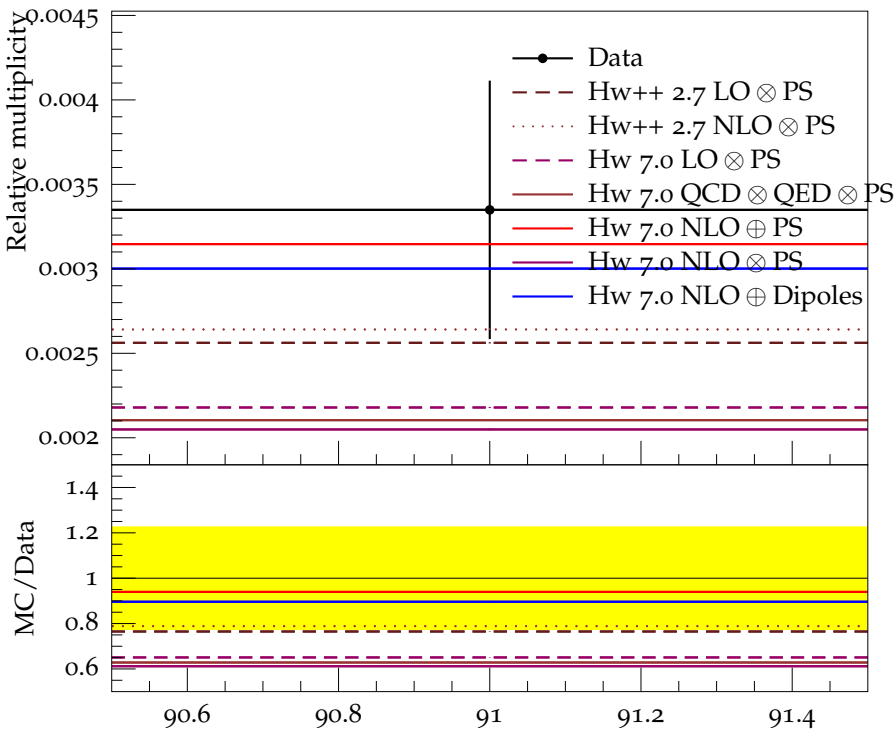 0.0045
0.004
0.0035
0.003
0.0025
0.002
Relative multiplicity
Data
Hw++ 2.7 LO ⊗ PS
Hw++ 2.7 NLO ⊗ PS
Hw 7.0 LO ⊗ PS
Hw 7.0 QCD ⊗ QED ⊗ PS
Hw 7.0 NLO ⊕ PS
Hw 7.0 NLO ⊗ PS
Hw 7.0 NLO ⊕ Dipoles
1.4
1.2
1
0.8
0.6
MC/Data
90.6 90.8 91 91.2 91.4